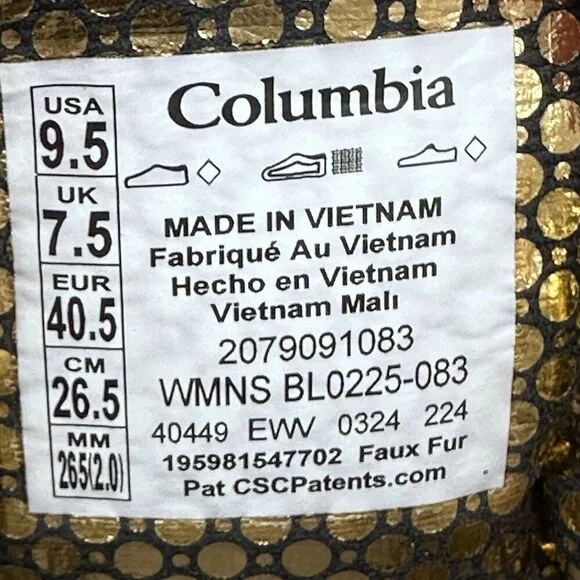 USA
9.5
UK
7.5
EUR
40.5
CM
26.5
MM
265(2.0)
Columbia
MADE IN VIETNAM
Fabriqué Au Vietnam
Hecho en Vietnam
Vietnam Malı
2079091083
WMNS BL0225-083
40449 EVW 0324 224
195981547702 Faux Fur
Pat CSCPatents.com